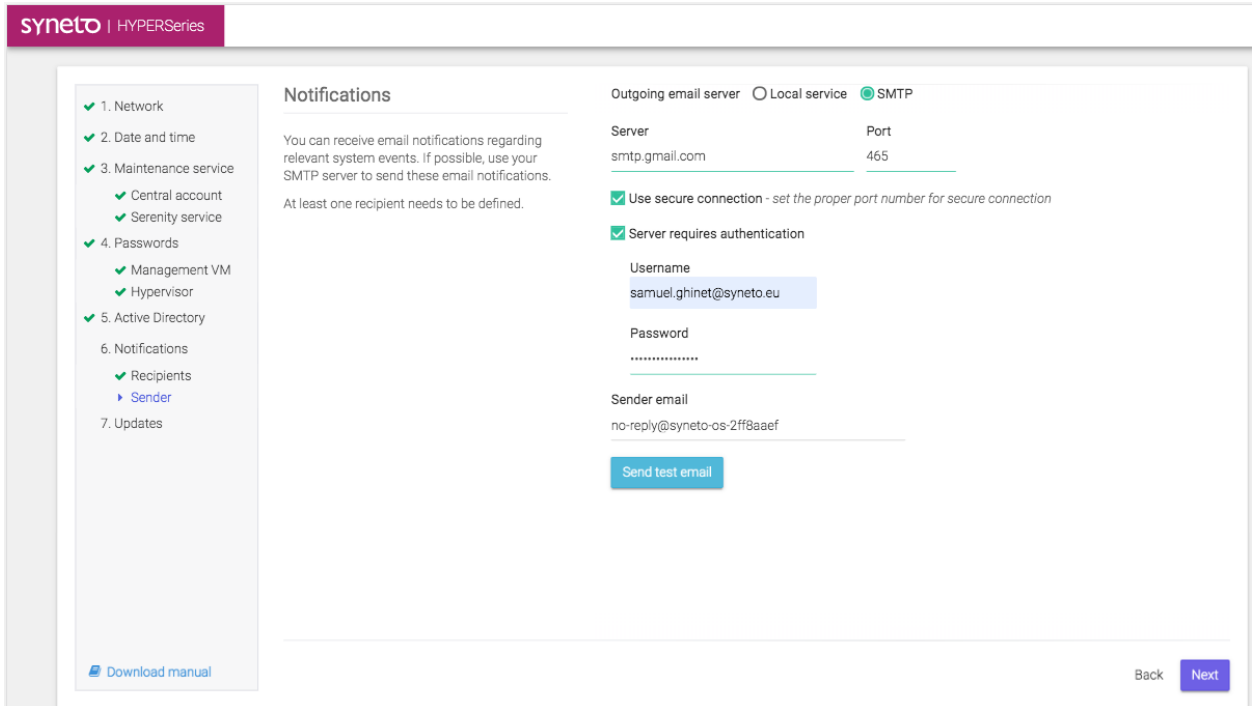 syneto | HYPERSeries
1. Network
2. Date and time
3. Maintenance service
Central account
Serenity service
4. Passwords
Management VM
Hypervisor
5. Active Directory
6. Notifications
Recipients
Sender
7. Updates
Download manual
Notifications
You can receive email notifications regarding
relevant system events. If possible, use your
SMTP server to send these email notifications.
At least one recipient needs to be defined.
Outgoing email server Local service SMTP
Server Port
smtp.gmail.com 465
Use secure connection - set the proper port number for secure connection
Server requires authentication
Username
samuel.ghinet@syneto.eu
Password
••••••••••••••••
Sender email
no-reply@syneto-os-2ff8aaef
Send test email
Back Next